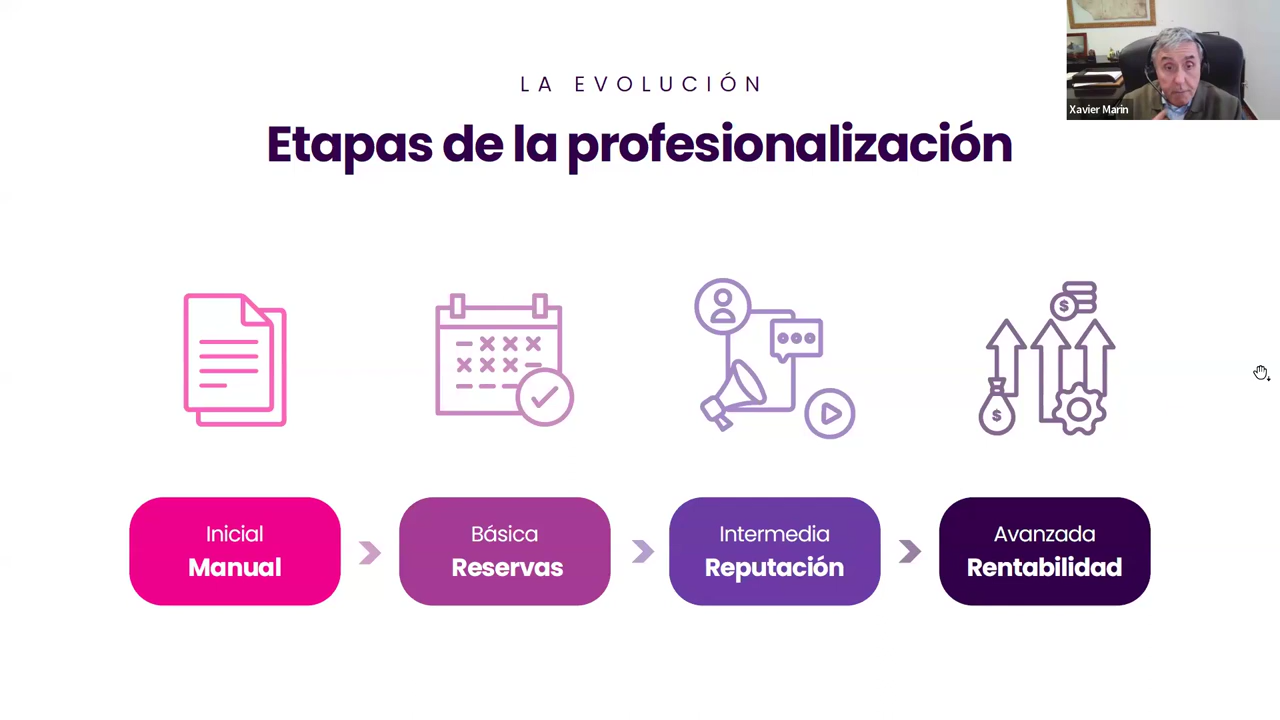 LA EVOLUCIÓN
Etapas de la profesionalización
Xavier Marin
Inicial
Manual
Básica
Reservas
Intermedia
Reputación
Avanzada
Rentabilidad